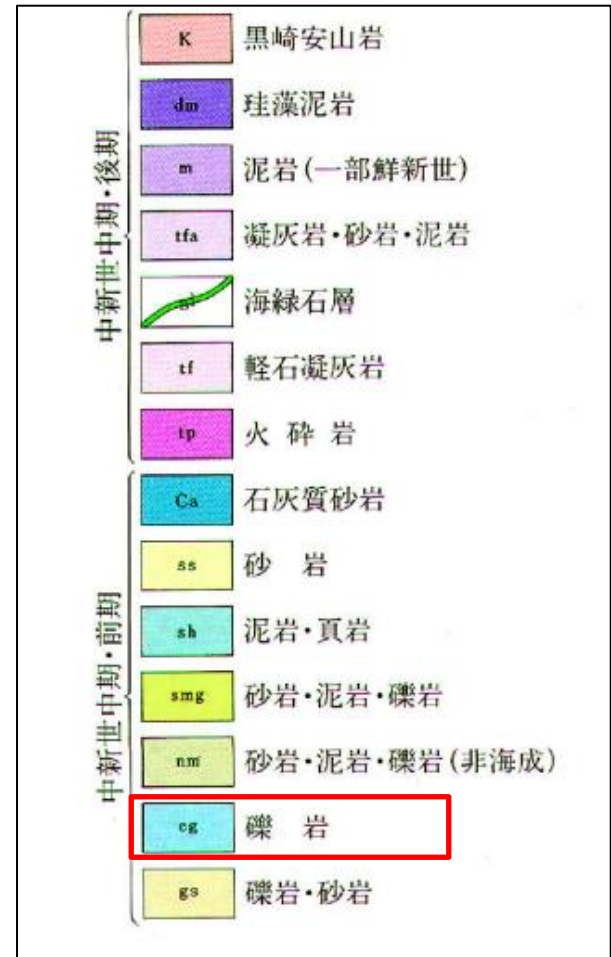 中新世中期・後期
K 黒崎安山岩
dm 珪藻泥岩
m 泥岩(一部鮮新世)
tfa 凝灰岩・砂岩・泥岩
gl 海緑石層
tf 軽石凝灰岩
tp 火砕岩
中新世中期・前期
Ca 石灰質砂岩
ss 砂岩
sh 泥岩・頁岩
smg 砂岩・泥岩・礫岩
nm 砂岩・泥岩・礫岩(非海成)
cg 礫岩
gs 礫岩・砂岩